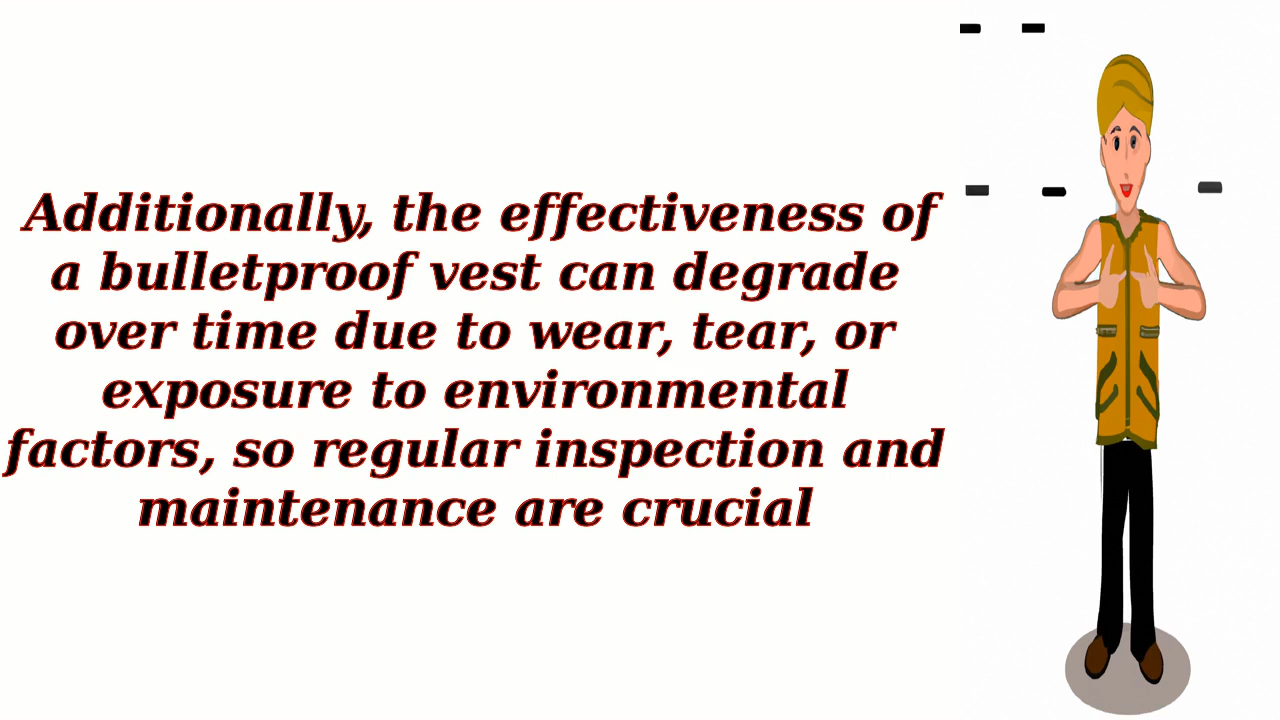 Additionally, the effectiveness of
a bulletproof vest can degrade
over time due to wear, tear, or
exposure to environmental
factors, so regular inspection and
maintenance are crucial